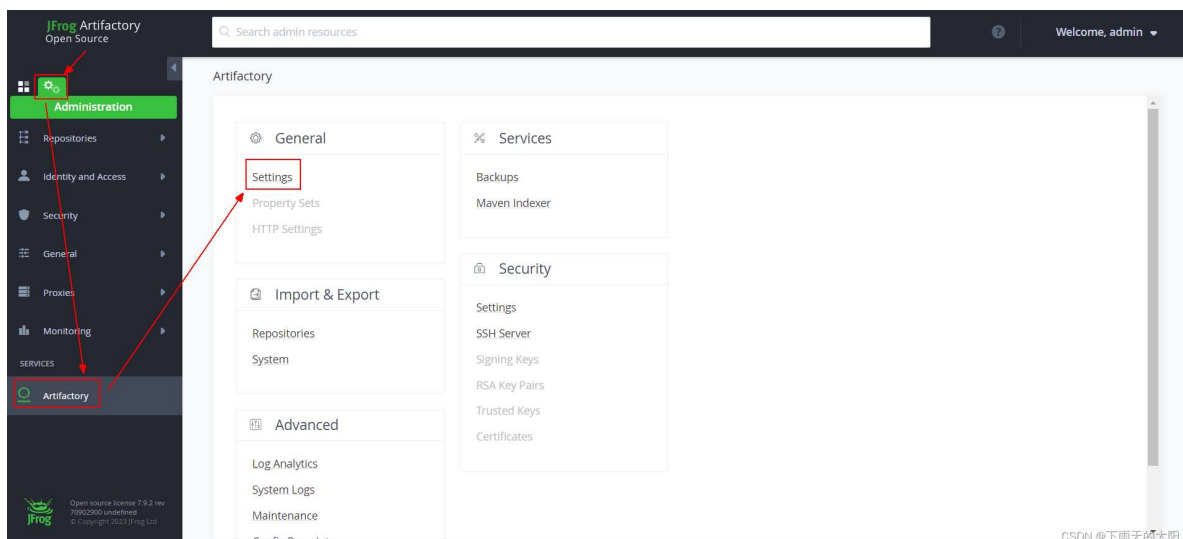 JFrog Artifactory
Open Source
Search admin resources
?
Welcome, admin
Administration
Repositories
Identity and Access
Security
General
Proxies
Monitoring
SERVICES
Artifactory
JFrog
Open source license 7.9.2 rev
70902900 undefined
© Copyright 2023 JFrog Ltd
Artifactory
General
Settings
Property Sets
HTTP Settings
Import & Export
Repositories
System
Advanced
Log Analytics
System Logs
Maintenance
Services
Backups
Maven Indexer
Security
Settings
SSH Server
Signing Keys
RSA Key Pairs
Trusted Keys
Certificates
CSDN @下雨天的太阳